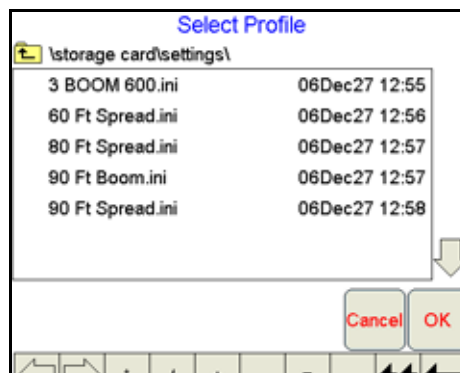 Select Profile
\storage card\settings\
3 BOOM 600.ini 06Dec27 12:55
60 Ft Spread.ini 06Dec27 12:56
80 Ft Spread.ini 06Dec27 12:57
90 Ft Boom.ini 06Dec27 12:57
90 Ft Spread.ini 06Dec27 12:58
Cancel OK